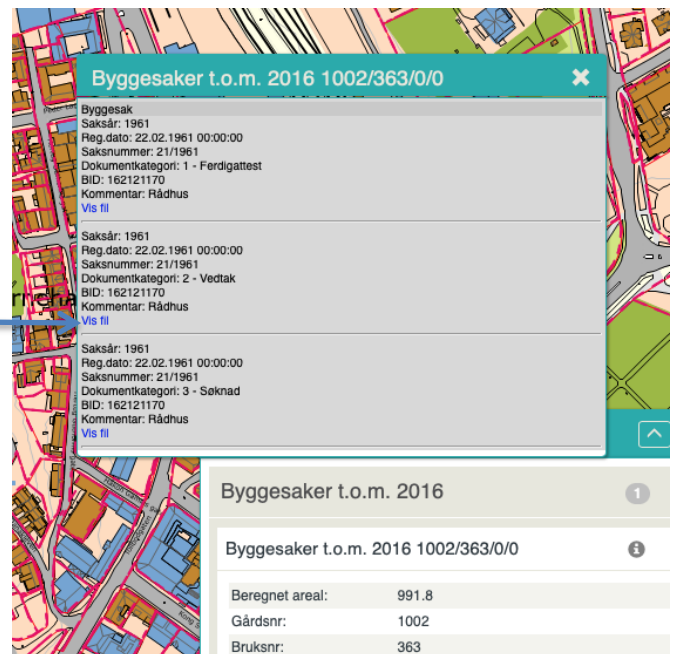 Byggesaker t.o.m. 2016 1002/363/0/0
Byggesak
Saksår: 1961
Reg.dato: 22.02.1961 00:00:00
Saksnummer: 21/1961
Dokumentkategori: 1 - Ferdigattest
BID: 162121170
Kommentar: Rådhus
Vis fil
Saksår: 1961
Reg.dato: 22.02.1961 00:00:00
Saksnummer: 21/1961
Dokumentkategori: 2 - Vedtak
BID: 162121170
Kommentar: Rådhus
Vis fil
Saksår: 1961
Reg.dato: 22.02.1961 00:00:00
Saksnummer: 21/1961
Dokumentkategori: 3 - Søknad
BID: 162121170
Kommentar: Rådhus
Vis fil
Byggesaker t.o.m. 2016
1
Byggesaker t.o.m. 2016 1002/363/0/0
Beregnet areal: 991.8
Gårdsnr: 1002
Bruksnr: 363